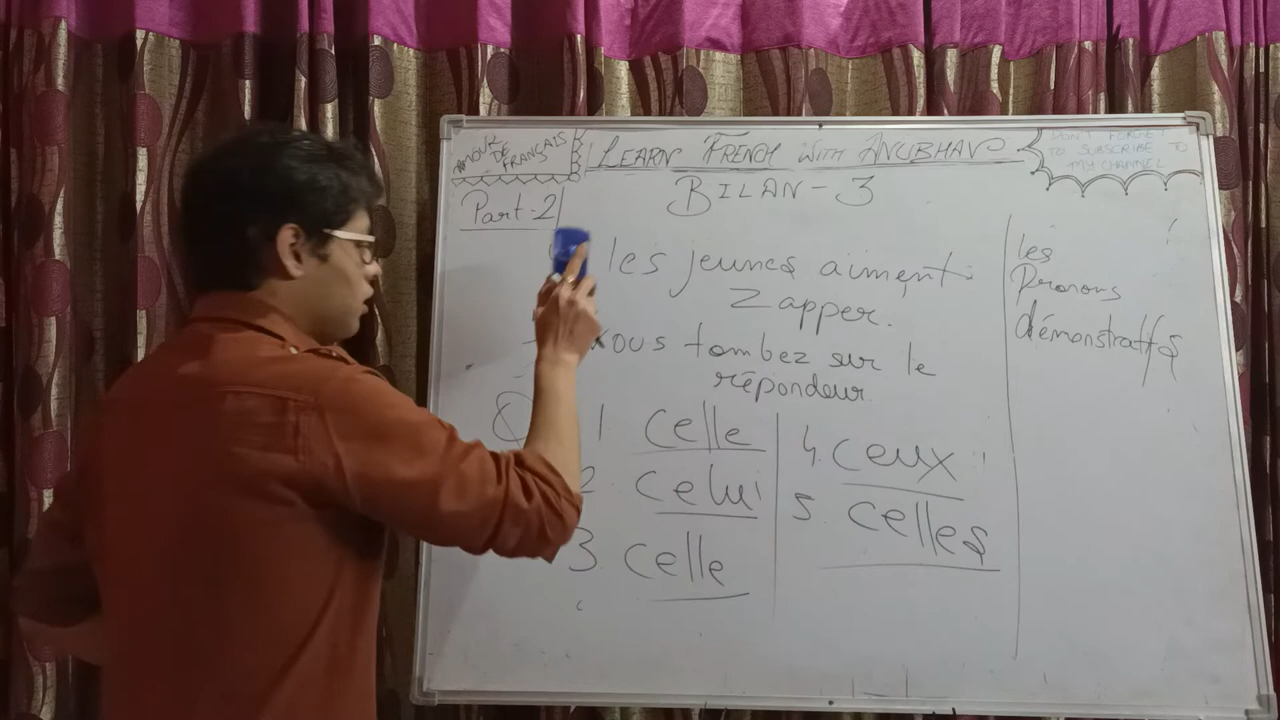 AMOUR
DE
FRANÇAIS
LEARN FRENCH WITH ANUBHAV
DON'T FORGET
TO SUBSCRIBE TO
MY CHANNEL
BILAN - 3
Part-2
les jeunes aiment
zapper.
vous tombez sur le
répondeur
1 celle
2 celui
3 celle
4 ceux
5 celles
les
Pronous
démonstratifs